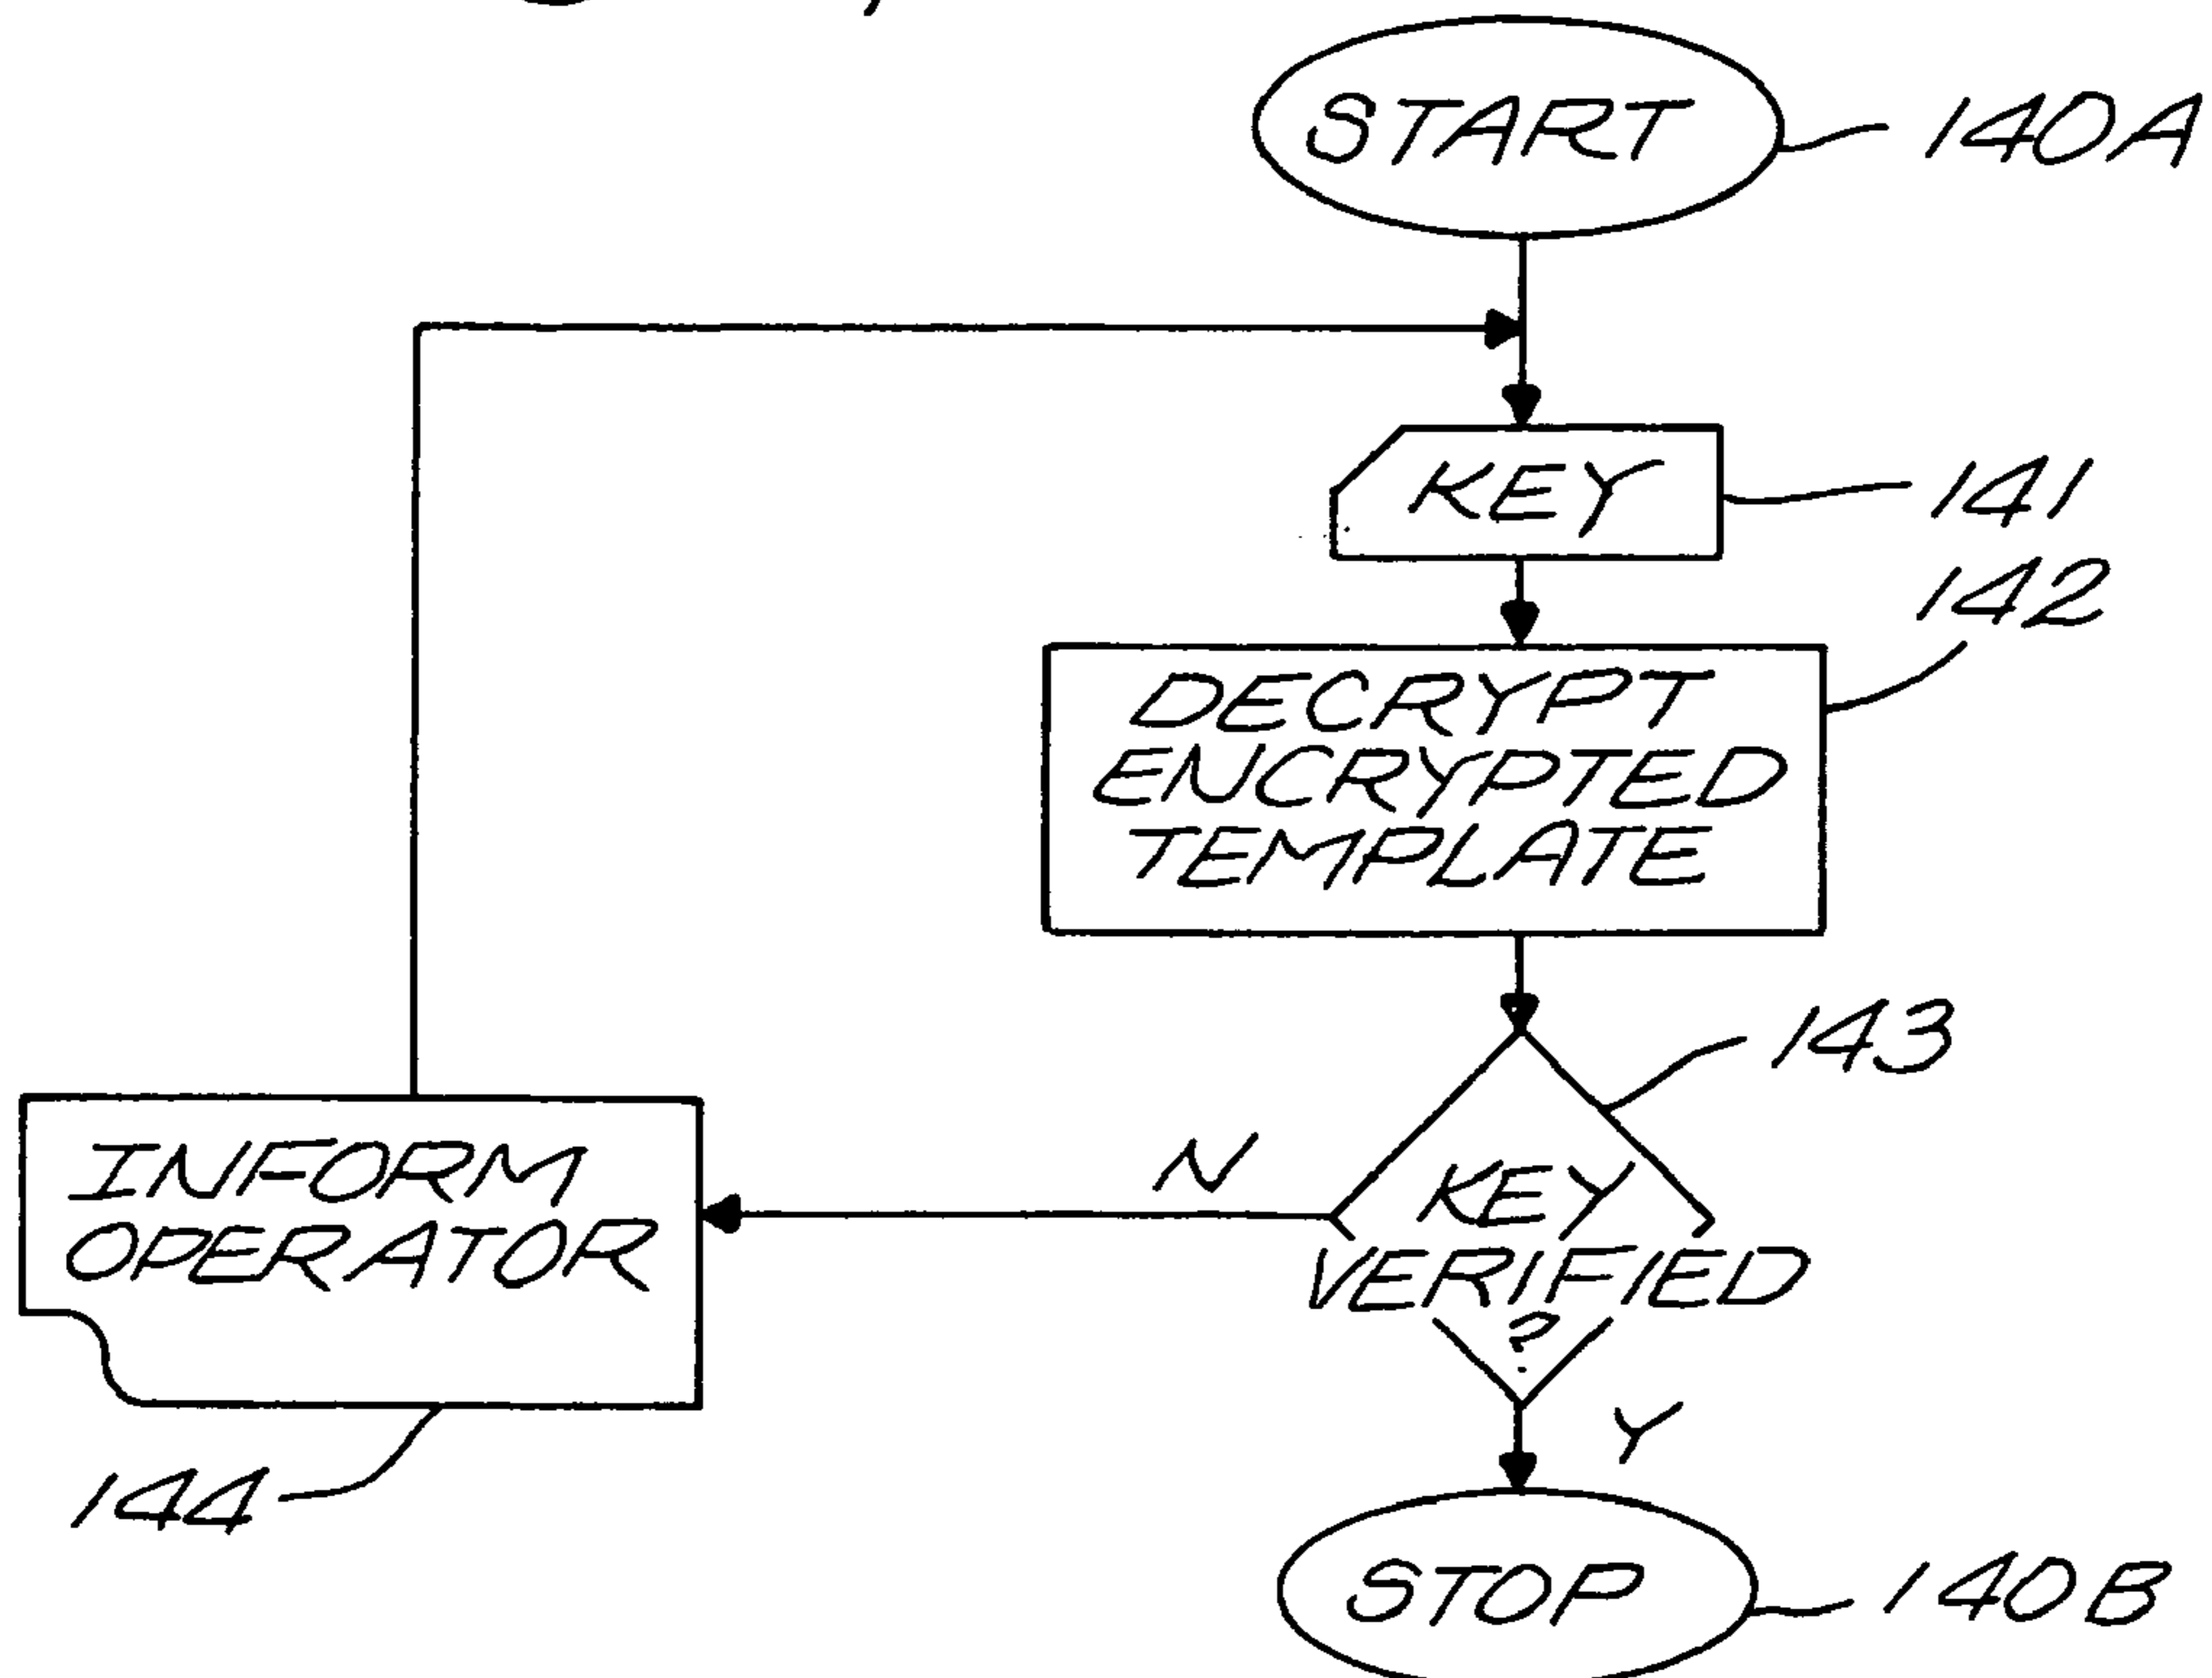 START
140A
KEY
141
142
DECRYPT
ENCRYPTED
TEMPLATE
143
N
KEY
VERIFIED
?
INFORM
OPERATOR
144
Y
STOP
140B